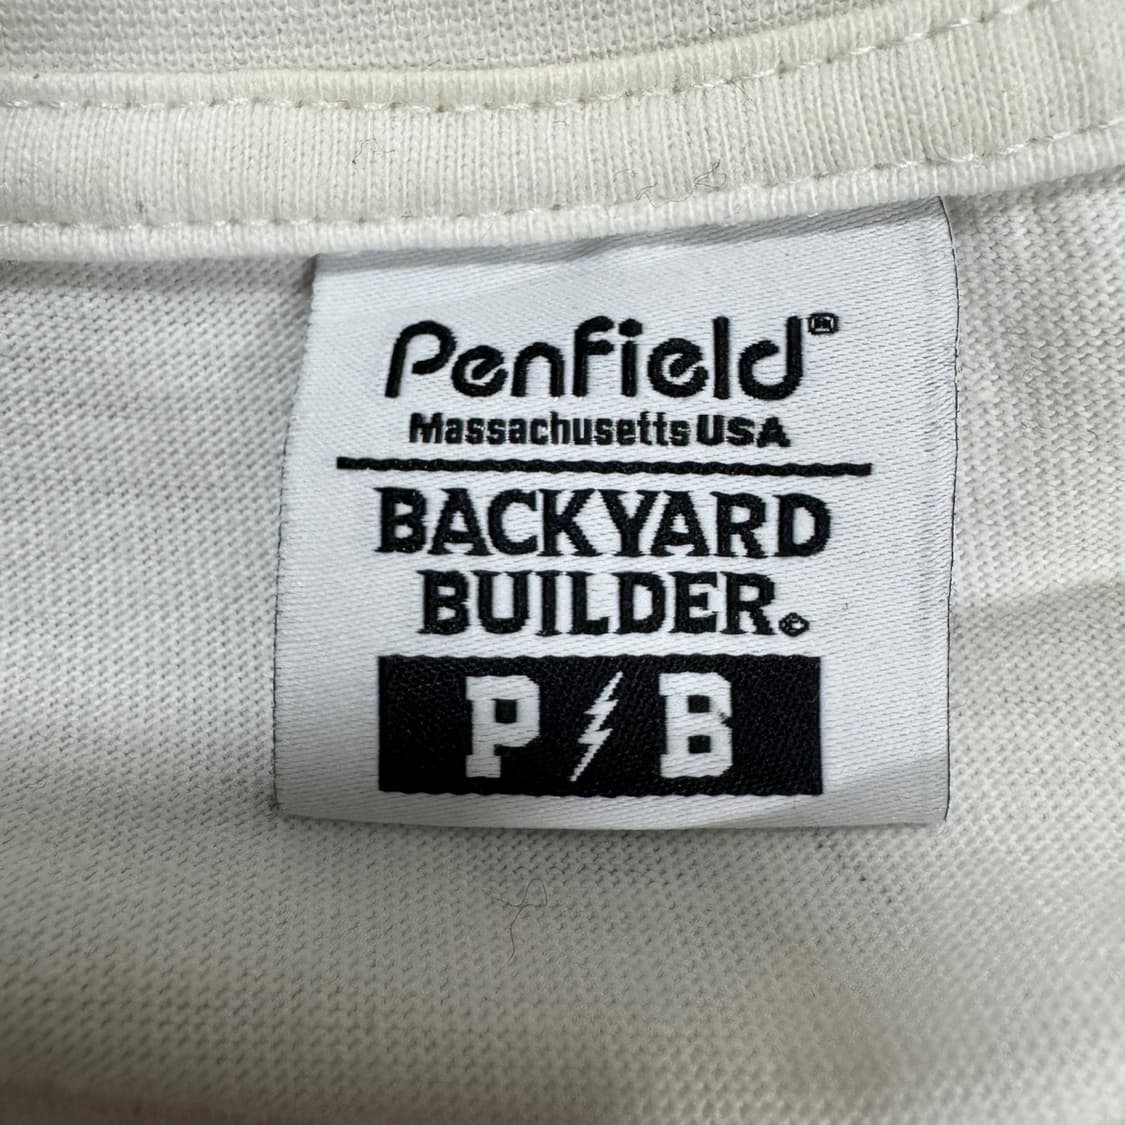 Penfield®
Massachusetts USA
BACKYARD
BUILDER.©
P B